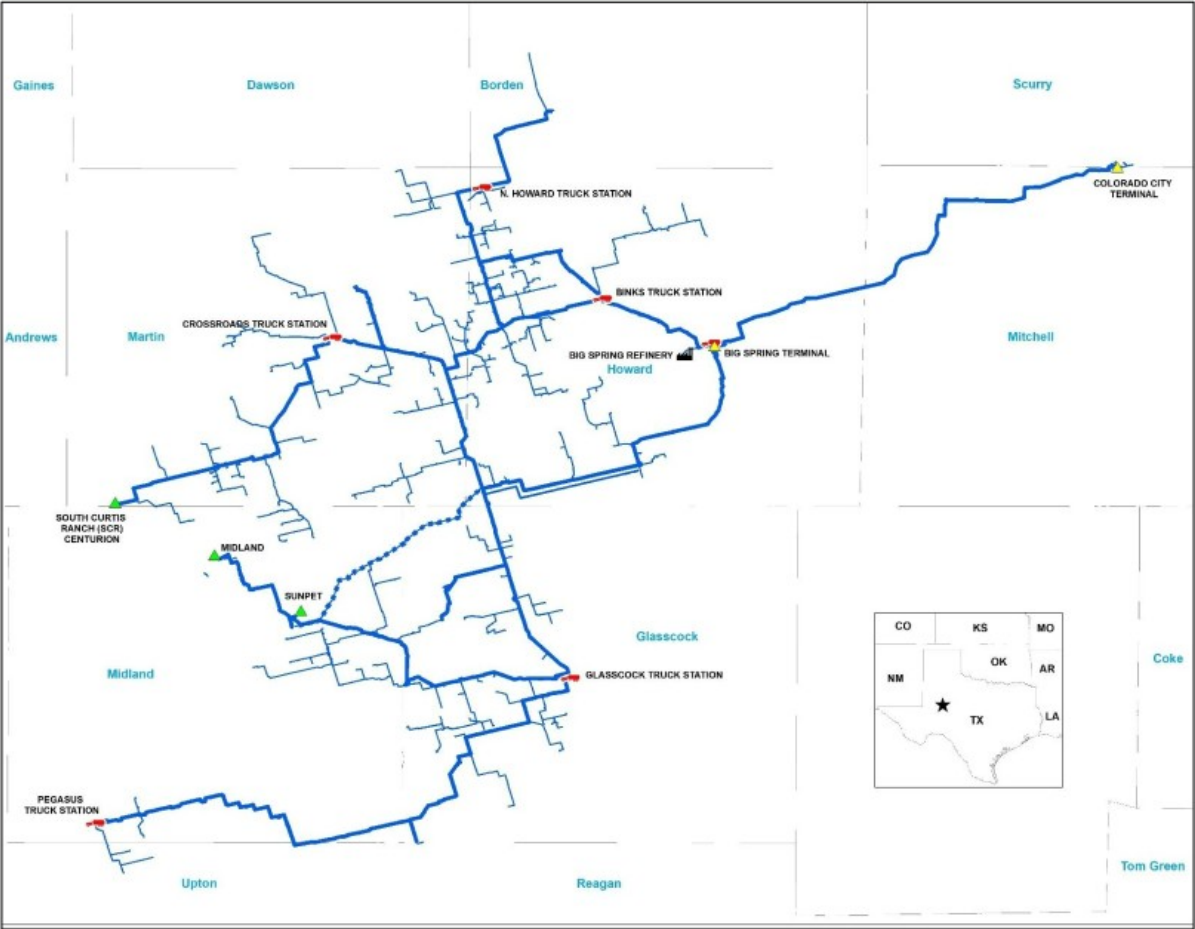 Gaines
Dawson
Borden
Scurry
COLORADO CITY
TERMINAL
N. HOWARD TRUCK STATION
BINKS TRUCK STATION
CROSSROADS TRUCK STATION
Andrews
Martin
Mitchell
BIG SPRING REFINERY
BIG SPRING TERMINAL
Howard
SOUTH CURTIS
RANCH (SCR)
CENTURION
MIDLAND
SUNPET
Glasscock
Coke
Midland
GLASSCOCK TRUCK STATION
CO
KS
MO
OK
AR
NM
TX
LA
PEGASUS
TRUCK STATION
Upton
Reagan
Tom Green